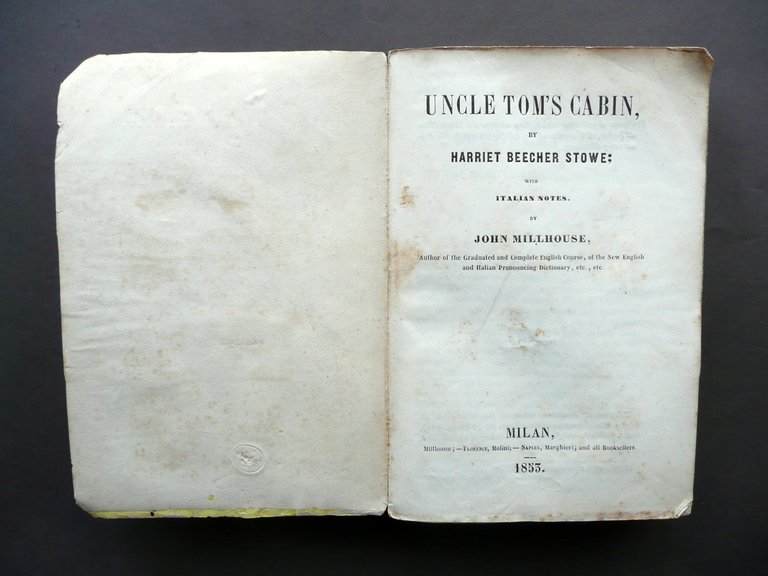 UNCLE TOM'S CABIN,
BY
HARRIET BEECHER STOWE:
WITH
ITALIAN NOTES.
BY
JOHN MILLHOUSE,
Author of the Graduated and Complete English Course, of the New English
and Italian Pronouncing Dictionary, etc., etc.
MILAN,
Millhouse; — FLORENCE, Molini; — NAPLES, Marghieri; and all Booksellers
1853.